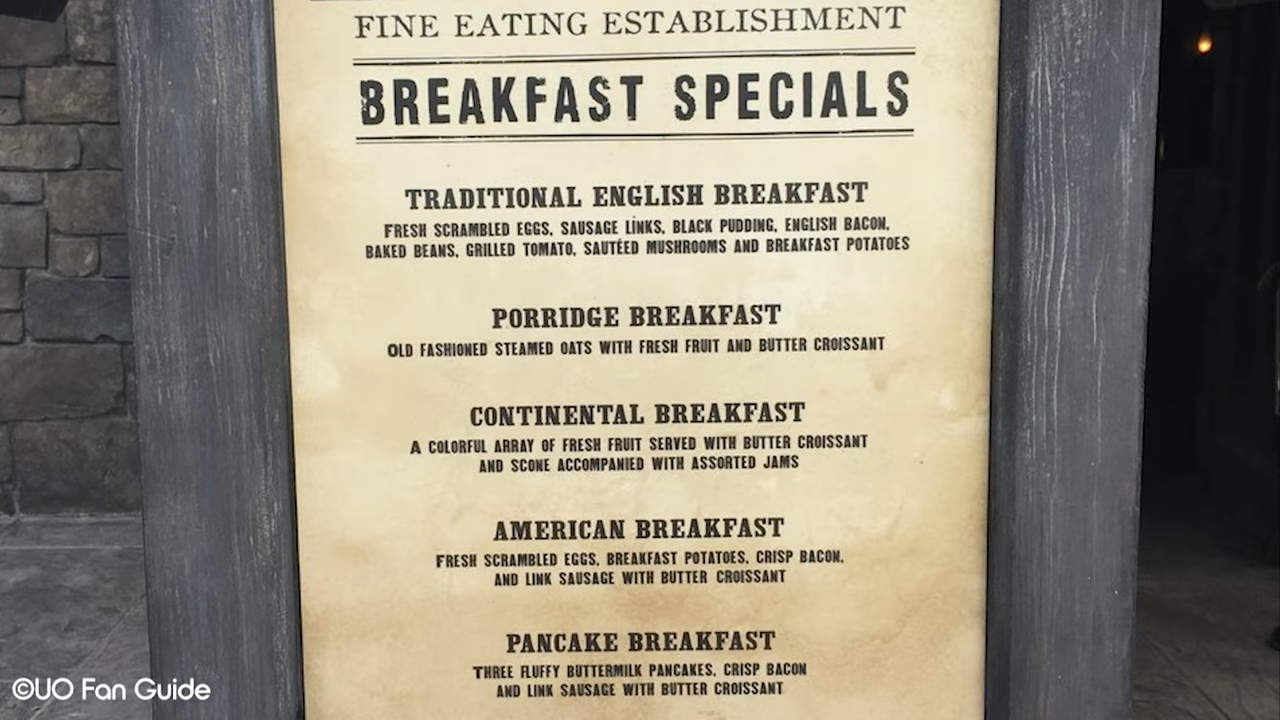 FINE EATING ESTABLISHMENT
BREAKFAST SPECIALS
TRADITIONAL ENGLISH BREAKFAST
FRESH SCRAMBLED EGGS, SAUSAGE LINKS, BLACK PUDDING, ENGLISH BACON,
BAKED BEANS, GRILLED TOMATO, SAUTÉED MUSHROOMS AND BREAKFAST POTATOES
PORRIDGE BREAKFAST
OLD FASHIONED STEAMED OATS WITH FRESH FRUIT AND BUTTER CROISSANT
CONTINENTAL BREAKFAST
A COLORFUL ARRAY OF FRESH FRUIT SERVED WITH BUTTER CROISSANT
AND SCONE ACCOMPANIED WITH ASSORTED JAMS
AMERICAN BREAKFAST
FRESH SCRAMBLED EGGS, BREAKFAST POTATOES, CRISP BACON,
AND LINK SAUSAGE WITH BUTTER CROISSANT
PANCAKE BREAKFAST
THREE FLUFFY BUTTERMILK PANCAKES, CRISP BACON
AND LINK SAUSAGE WITH BUTTER CROISSANT
©UO Fan Guide